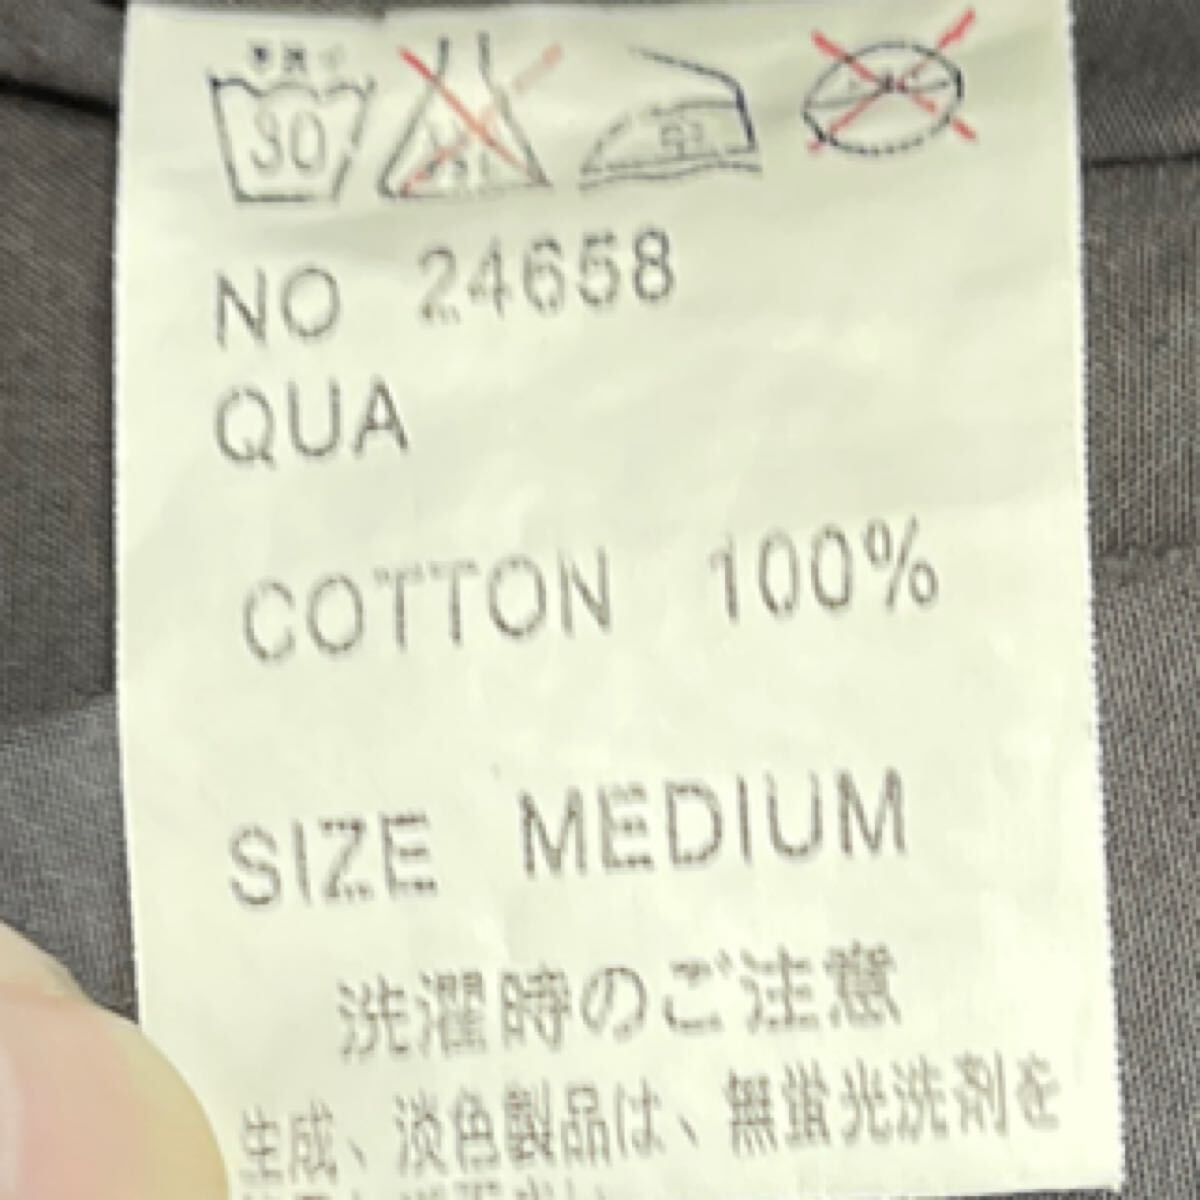 30
NO 24658
QUA
COTTON 100%
SIZE MEDIUM
洗濯時のご注意
生成、淡色製品は、無蛍光洗剤を